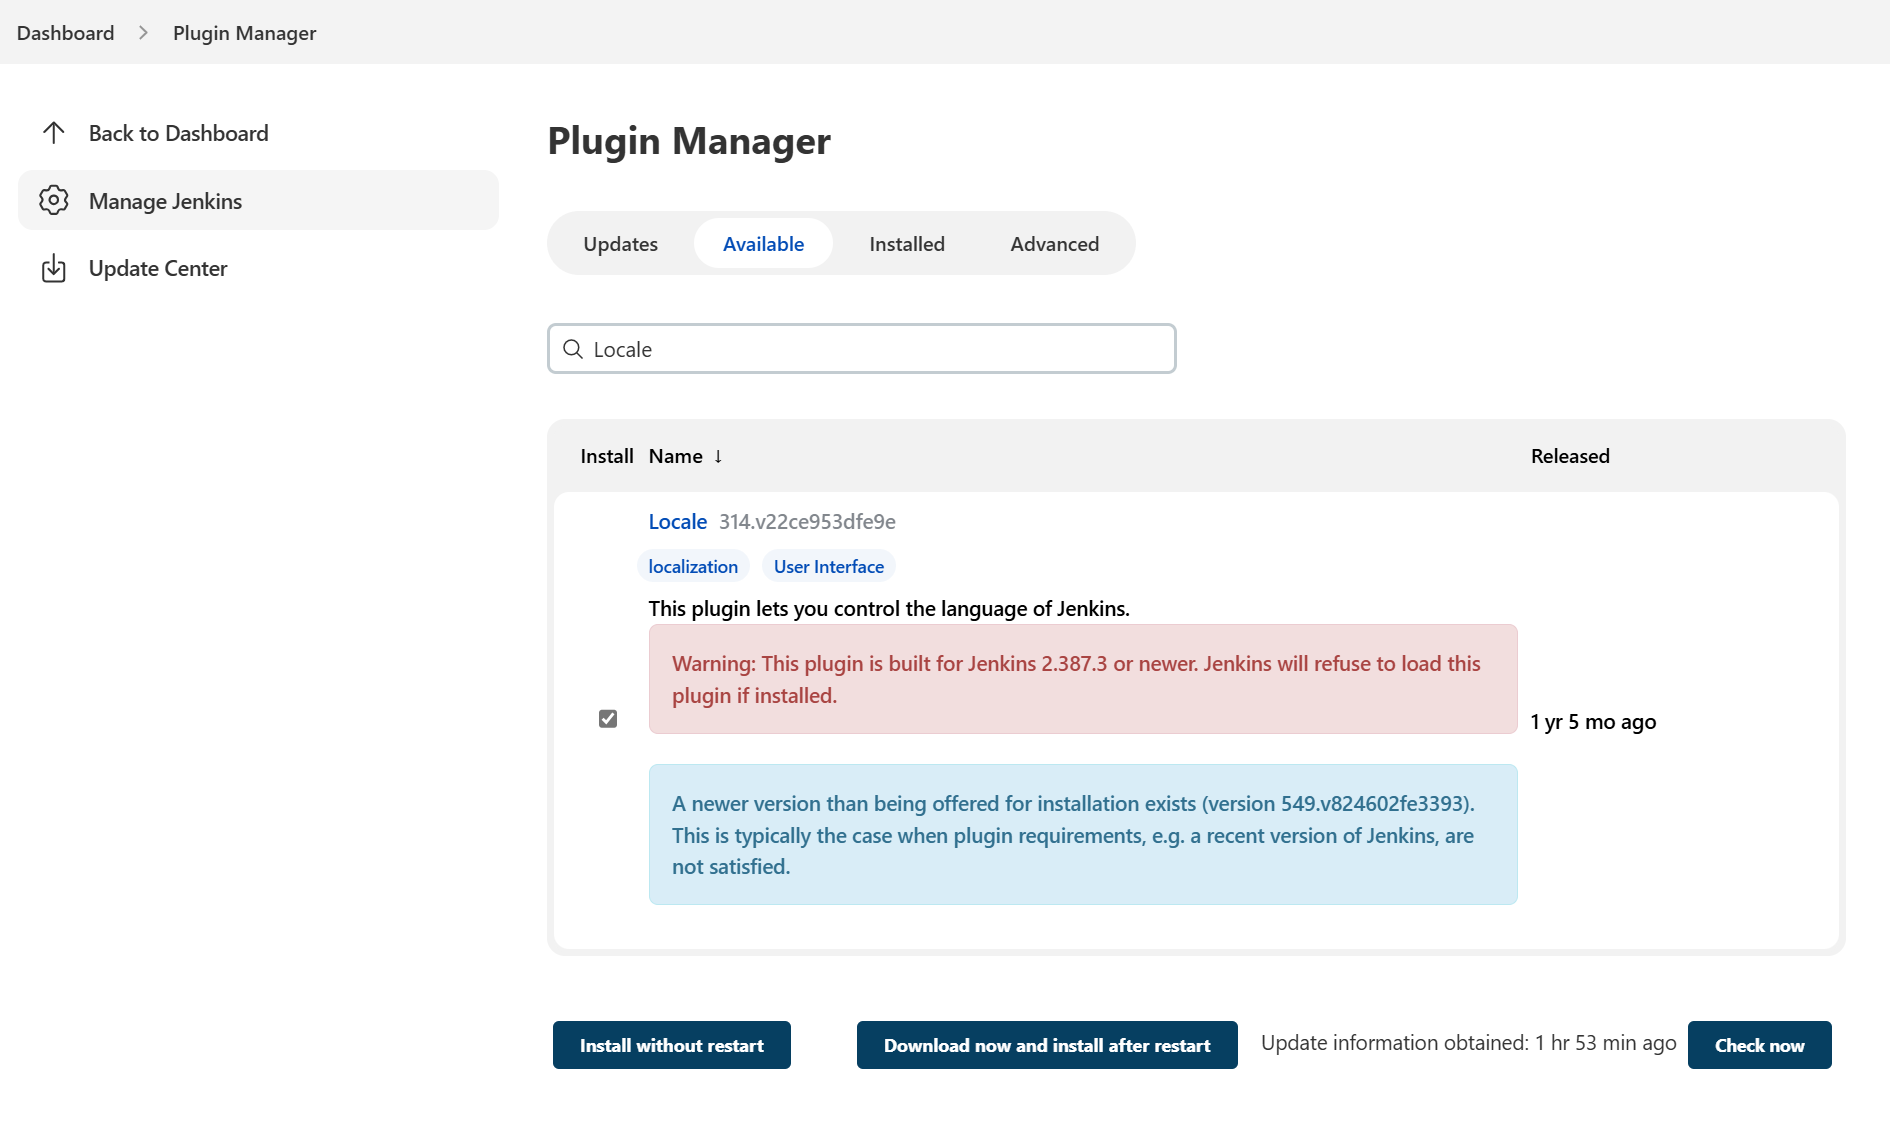 Dashboard
Plugin Manager
Back to Dashboard
Manage Jenkins
Update Center
Plugin Manager
Updates
Available
Installed
Advanced
Locale
Install Name ↓ Released
Locale 314.v22ce953dfe9e
localization User Interface
This plugin lets you control the language of Jenkins.
Warning: This plugin is built for Jenkins 2.387.3 or newer. Jenkins will refuse to load this
plugin if installed.
1 yr 5 mo ago
A newer version than being offered for installation exists (version 549.v824602fe3393).
This is typically the case when plugin requirements, e.g. a recent version of Jenkins, are
not satisfied.
Install without restart
Download now and install after restart
Update information obtained: 1 hr 53 min ago
Check now